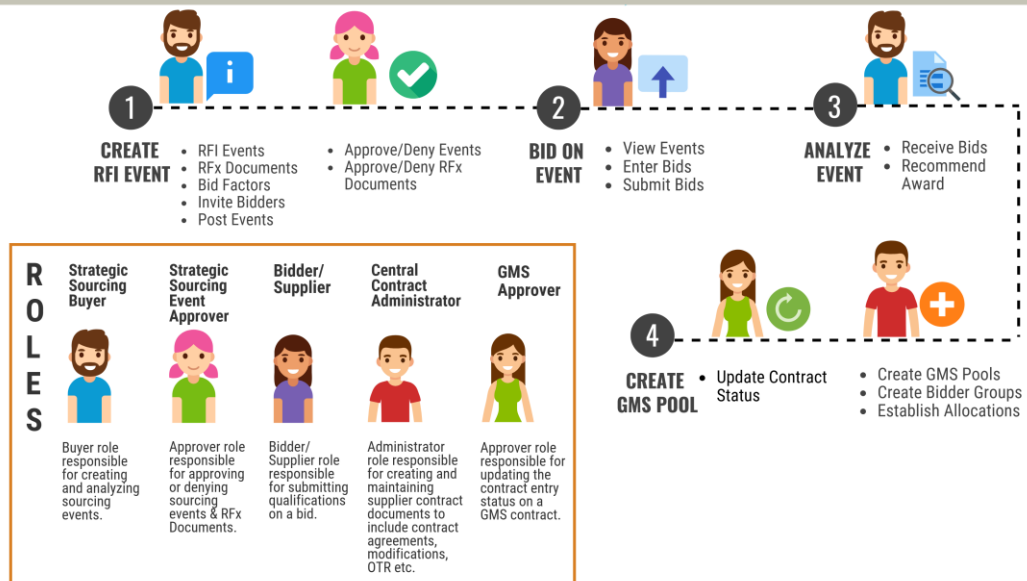 1
CREATE
RFI EVENT
• RFI Events
• RFx Documents
• Bid Factors
• Invite Bidders
• Post Events
• Approve/Deny Events
• Approve/Deny RFx
Documents
2
BID ON
EVENT
• View Events
• Enter Bids
• Submit Bids
3
ANALYZE
EVENT
• Receive Bids
• Recommend
Award
4
CREATE
GMS POOL
• Update Contract
Status
• Create GMS Pools
• Create Bidder Groups
• Establish Allocations
ROLES
Strategic
Sourcing
Buyer
Buyer role
responsible
for creating
and analyzing
sourcing
events.
Strategic
Sourcing
Event
Approver
Approver role
responsible
for approving
or denying
sourcing
events & RFx
Documents.
Bidder/
Supplier
Bidder/
Supplier role
responsible
for submitting
qualifications
on a bid.
Central
Contract
Administrator
Administrator
role responsible
for creating and
maintaining
supplier contract
documents to
include contract
agreements,
modifications,
OTR etc.
GMS
Approver
Approver role
responsible for
updating the
contract entry
status on a
GMS contract.